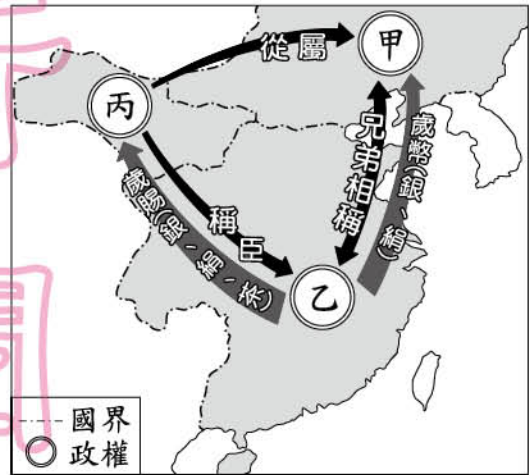 從屬
甲
丙
兄弟相稱
歲幣(銀、絹)
稱臣
歲賜(銀、絹、茶)
乙
國界
政權